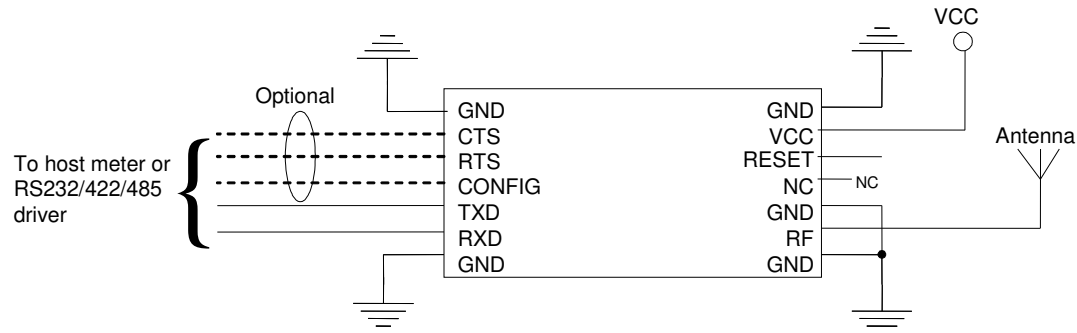 VCC
Optional
Antenna
To host meter or
RS232/422/485
driver
GND
CTS
RTS
CONFIG
TXD
RXD
GND
GND
VCC
RESET
NC
NC
GND
RF
GND